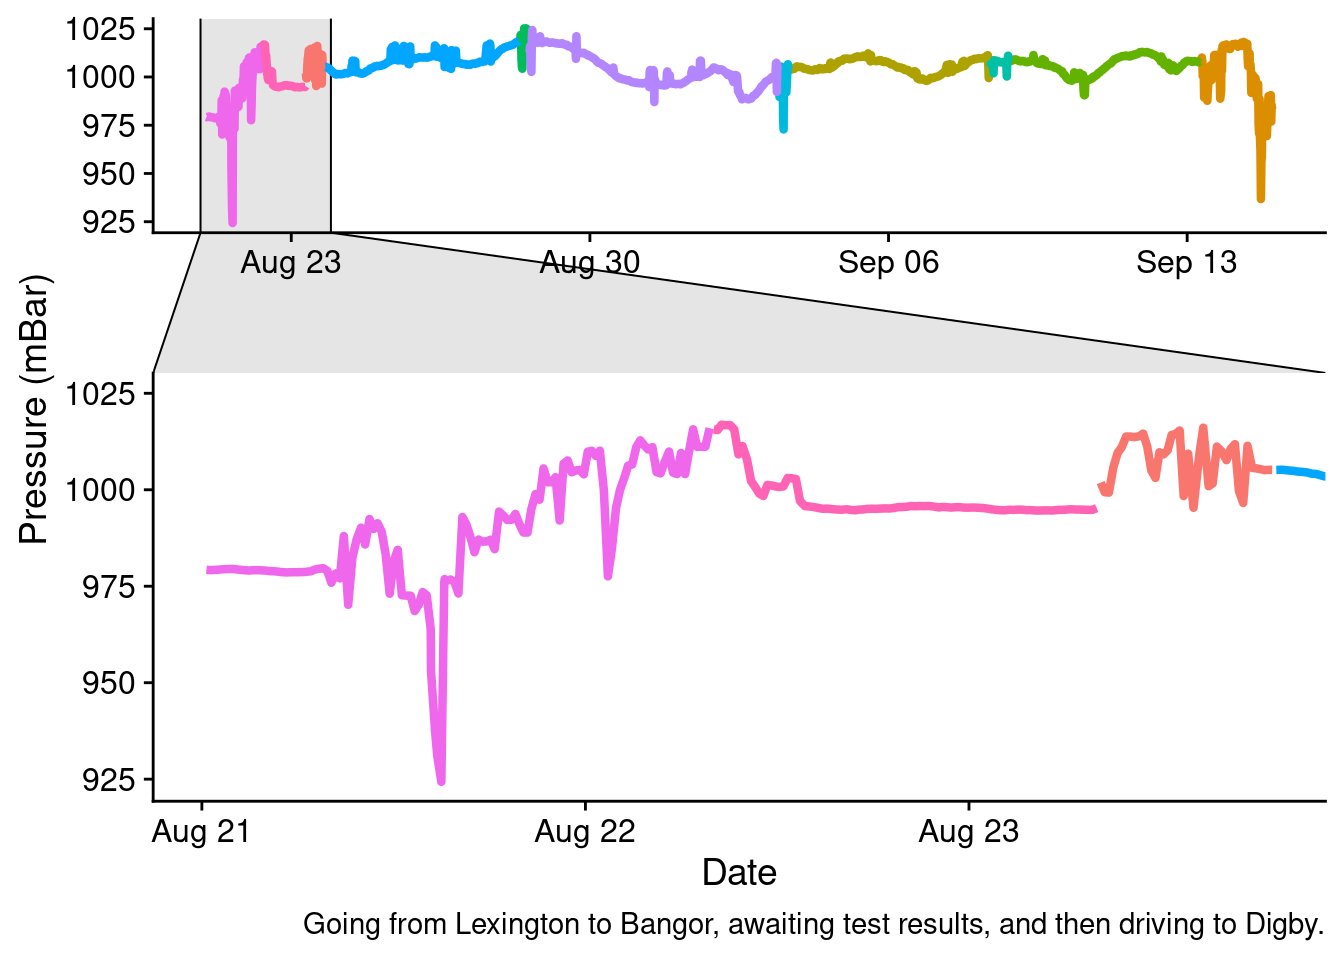 1025
1000
975
950
925
Aug 23 Aug 30 Sep 06 Sep 13
Pressure (mBar)
1025
1000
975
950
925
Aug 21 Aug 22 Aug 23
Date
Going from Lexington to Bangor, awaiting test results, and then driving to Digby.